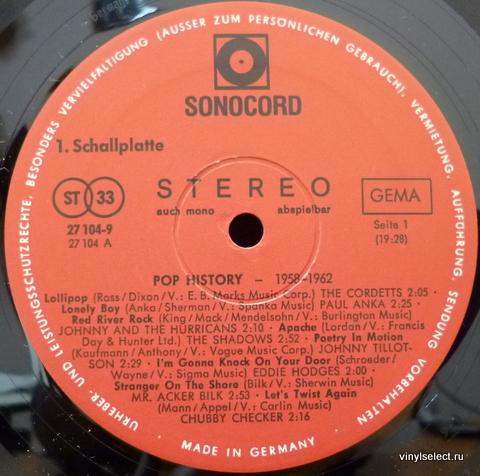 URHEBER. UND LEISTUNGSSCHUTZRECHTE, BESONDERS VERVIELFÄLTIGUNG (AUSSER ZUM PERSÖNLICHEN GEBRAUCH), VERMIETUNG, AUFFÜHRUNG, SENDUNG VORBEHALTEN
SONOCORD
1. Schallplatte
ST 33
STEREO
GEMA
auch mono abspielbar
27 104-9
27 104 A
Seite 1
(19:28)
POP HISTORY – 1958-1962
Lollipop (Ross/Dixon/V.: E. B. Marks Music Corp.) THE CORDETTS 2:05 ·
Lonely Boy (Anka/Sherman/V.: Spanka Music) PAUL ANKA 2:25 ·
Red River Rock (King/Mack/Mendelsohn/V.: Burlington Music)
JOHNNY AND THE HURRICANS 2:10 · Apache (Lordan/V.: Francis
Day & Hunter Ltd.) THE SHADOWS 2:52 · Poetry In Motion
(Kaufmann/Anthony/V.: Vogue Music Corp.) JOHNNY TILLOT-
SON 2:29 · I'm Gonna Knock On Your Door (Schroeder/
Wayne/V.: Sigma Music) EDDIE HODGES 2:00 ·
Stranger On The Shore (Bilk/V.: Sherwin Music)
MR. ACKER BILK 2:53 · Let's Twist Again
(Mann/Appel/V.: Carlin Music)
CHUBBY CHECKER 2:16
MADE IN GERMANY
vinylselect.ru